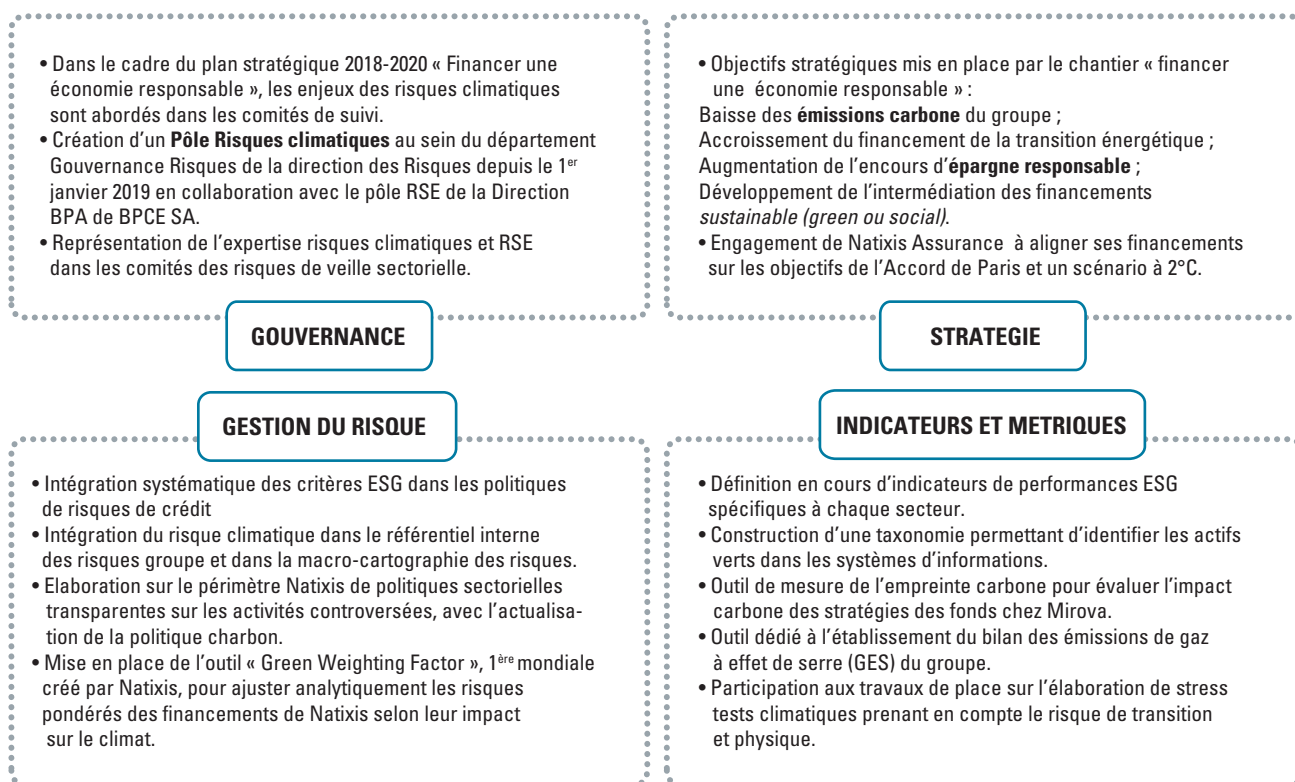 • Dans le cadre du plan stratégique 2018-2020 « Financer une
économie responsable », les enjeux des risques climatiques
sont abordés dans les comités de suivi.
• Création d'un Pôle Risques climatiques au sein du département
Gouvernance Risques de la direction des Risques depuis le 1er
janvier 2019 en collaboration avec le pôle RSE de la Direction
BPA de BPCE SA.
• Représentation de l'expertise risques climatiques et RSE
dans les comités des risques de veille sectorielle.
GOUVERNANCE
• Objectifs stratégiques mis en place par le chantier « financer
une économie responsable » :
Baisse des émissions carbone du groupe ;
Accroissement du financement de la transition énergétique ;
Augmentation de l'encours d'épargne responsable ;
Développement de l'intermédiation des financements
sustainable (green ou social).
• Engagement de Natixis Assurance à aligner ses financements
sur les objectifs de l'Accord de Paris et un scénario à 2°C.
STRATEGIE
GESTION DU RISQUE
• Intégration systématique des critères ESG dans les politiques
de risques de crédit
• Intégration du risque climatique dans le référentiel interne
des risques groupe et dans la macro-cartographie des risques.
• Elaboration sur le périmètre Natixis de politiques sectorielles
transparentes sur les activités controversées, avec l'actualisa-
tion de la politique charbon.
• Mise en place de l'outil « Green Weighting Factor », 1ère mondiale
créé par Natixis, pour ajuster analytiquement les risques
pondérés des financements de Natixis selon leur impact
sur le climat.
INDICATEURS ET METRIQUES
• Définition en cours d'indicateurs de performances ESG
spécifiques à chaque secteur.
• Construction d'une taxonomie permettant d'identifier les actifs
verts dans les systèmes d'informations.
• Outil de mesure de l'empreinte carbone pour évaluer l'impact
carbone des stratégies des fonds chez Mirova.
• Outil dédié à l'établissement du bilan des émissions de gaz
à effet de serre (GES) du groupe.
• Participation aux travaux de place sur l'élaboration de stress
tests climatiques prenant en compte le risque de transition
et physique.